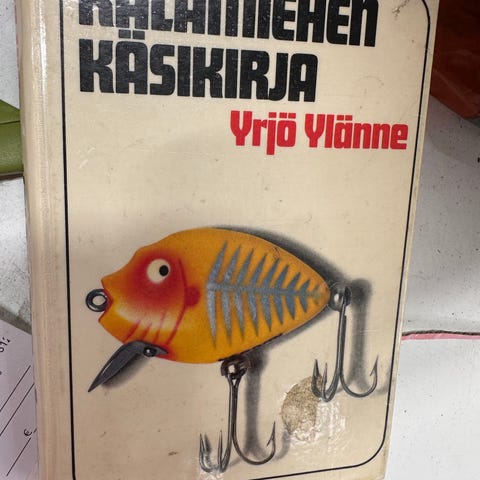 KALAMIEHEN
KÄSIKIRJA
Yrjö Ylänne